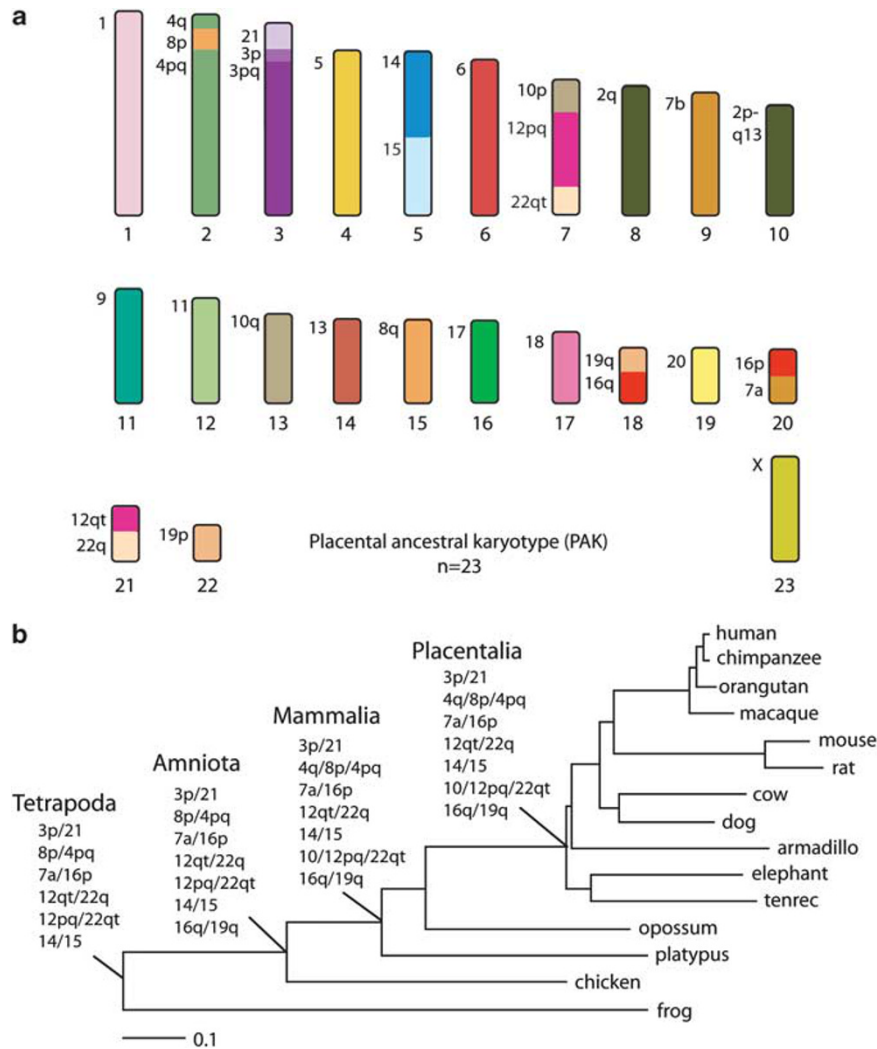 a
1
4q
8p
4pq
21
3p
3pq
5
14
15
6
10p
12pq
22qt
2q
7b
2p-
q13
1 2 3 4 5 6 7 8 9 10
9
11
10q
13
8q
17
18
19q
16q
20
16p
7a
11 12 13 14 15 16 17 18 19 20
12qt
22q
19p
X
Placental ancestral karyotype (PAK)
n=23
21 22 23
b
Tetrapoda
3p/21
8p/4pq
7a/16p
12qt/22q
12pq/22qt
14/15
Amniota
3p/21
8p/4pq
7a/16p
12qt/22q
12pq/22qt
14/15
16q/19q
Mammalia
3p/21
4q/8p/4pq
7a/16p
12qt/22q
14/15
10/12pq/22qt
16q/19q
Placentalia
3p/21
4q/8p/4pq
7a/16p
12qt/22q
14/15
10/12pq/22qt
16q/19q
human
chimpanzee
orangutan
macaque
mouse
rat
cow
dog
armadillo
elephant
tenrec
opossum
platypus
chicken
frog
0.1